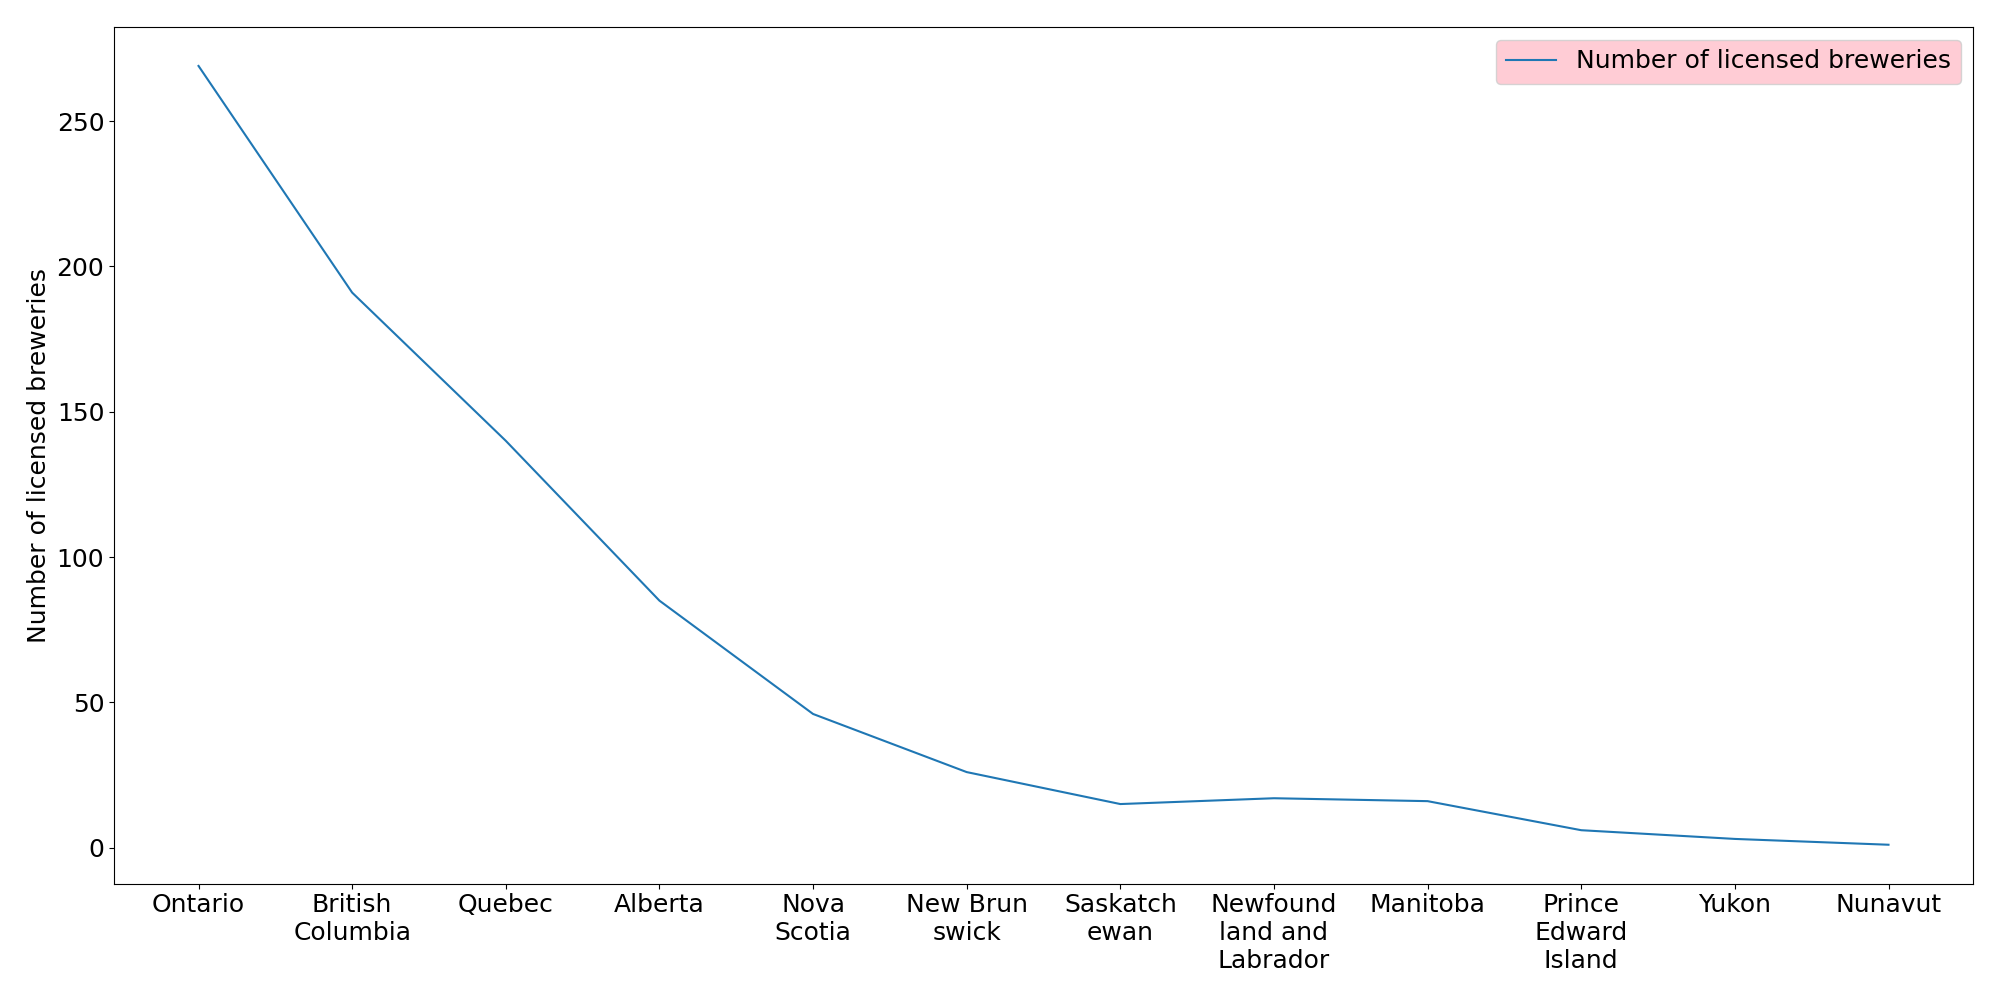 Number of licensed breweries
Number of licensed breweries
250
200
150
100
50
0
Ontario
British
Columbia
Quebec
Alberta
Nova
Scotia
New Brun
swick
Saskatch
ewan
Newfound
land and
Labrador
Manitoba
Prince
Edward
Island
Yukon
Nunavut